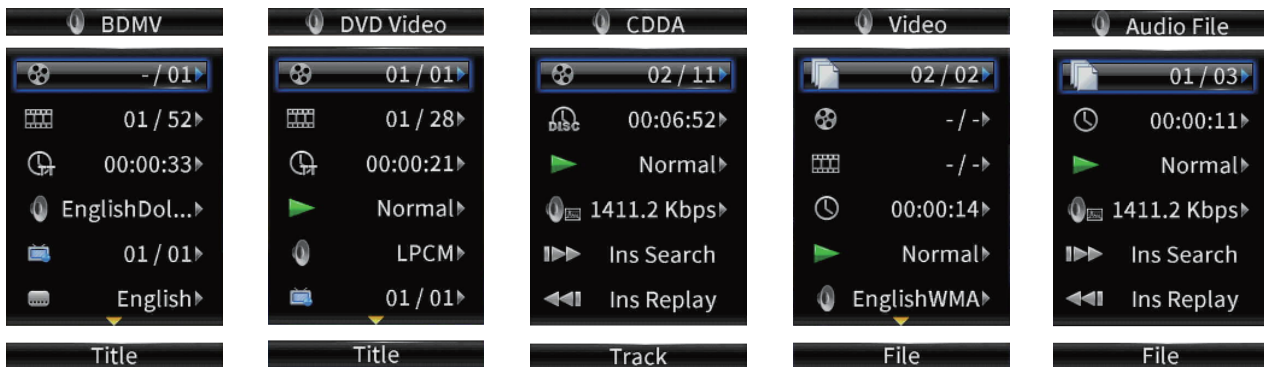 BDMV
- / 01
01 / 52
00:00:33
EnglishDol...
01 / 01
English
Title
DVD Video
01 / 01
01 / 28
00:00:21
Normal
LPCM
01 / 01
Title
CDDA
02 / 11
DISC
00:06:52
Normal
1411.2 Kbps
Ins Search
Ins Replay
Track
Video
02 / 02
- / -
- / -
00:00:14
Normal
EnglishWMA
File
Audio File
01 / 03
00:00:11
Normal
1411.2 Kbps
Ins Search
Ins Replay
File